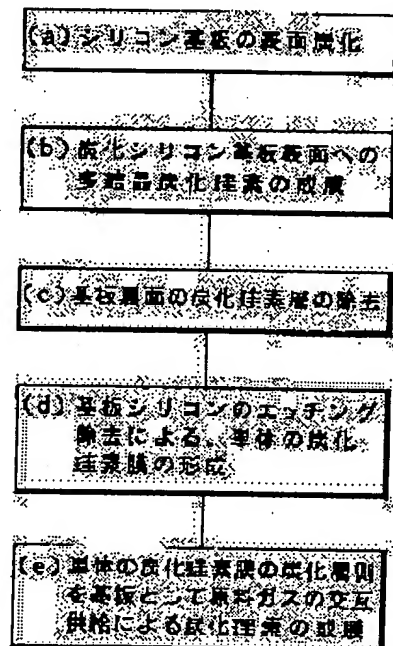 (a)シリコン基板の表面炭化
(b)炭化シリコン基板表面への
多結晶炭化珪素の成膜
(c)基板裏面の炭化珪素層の除去
(d)基板シリコンのエッチング
除去による、単体の炭化
珪素膜の形成
(e)単体の炭化珪素膜の炭化層側
を基板として原料ガスの交互
供給による炭化珪素の成膜